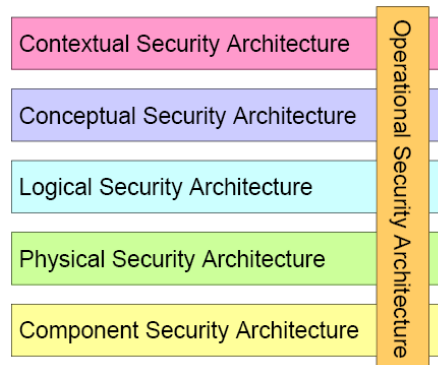 Contextual Security Architecture
Conceptual Security Architecture
Logical Security Architecture
Physical Security Architecture
Component Security Architecture
Operational Security Architecture